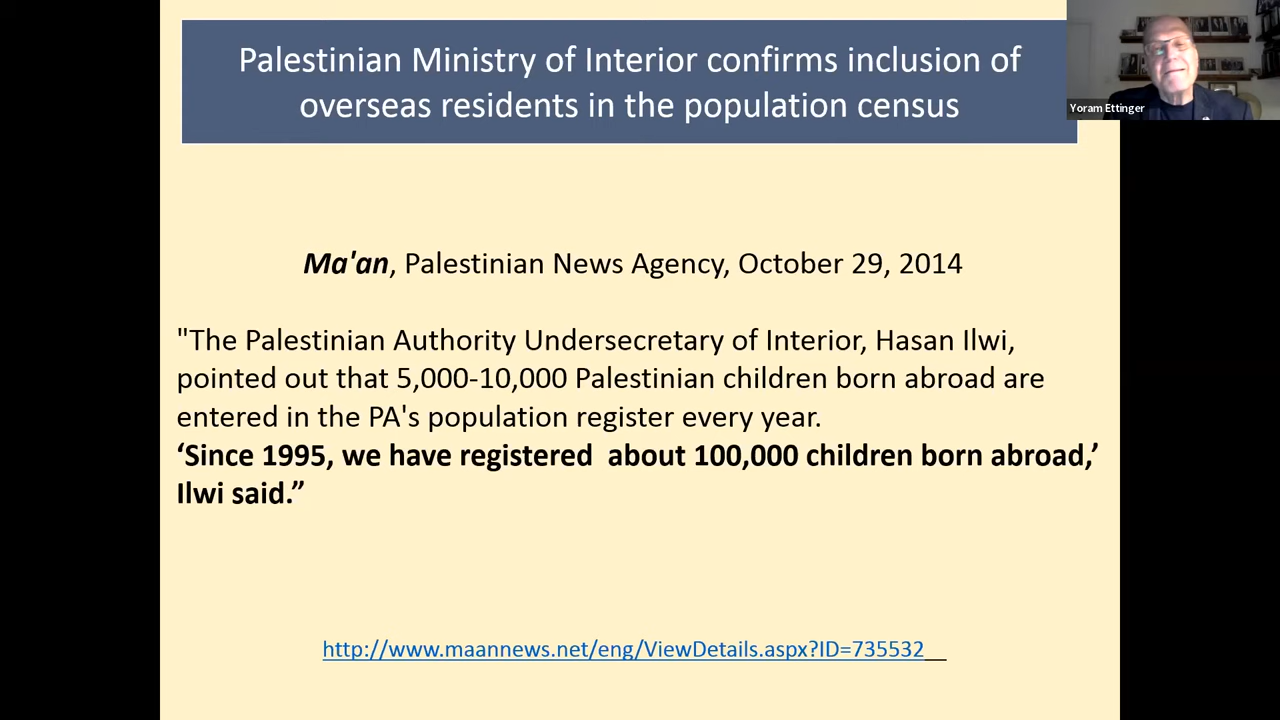 Palestinian Ministry of Interior confirms inclusion of
overseas residents in the population census
Yoram Ettinger
Ma'an, Palestinian News Agency, October 29, 2014
"The Palestinian Authority Undersecretary of Interior, Hasan Ilwi,
pointed out that 5,000-10,000 Palestinian children born abroad are
entered in the PA's population register every year.
‘Since 1995, we have registered  about 100,000 children born abroad,’
Ilwi said.”
http://www.maannews.net/eng/ViewDetails.aspx?ID=735532